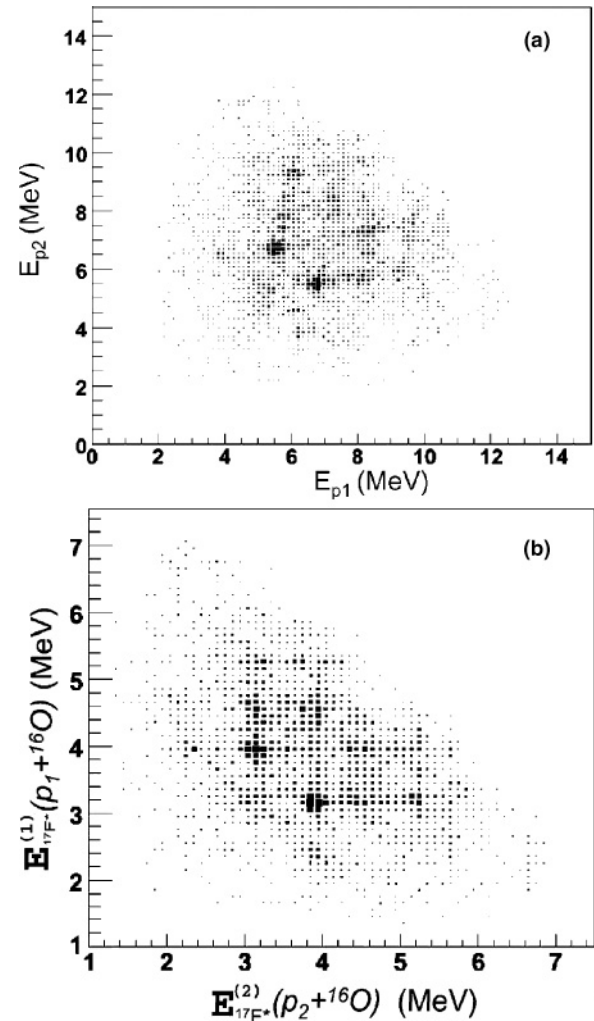 (a)
14
12
10
8
6
4
2
0
E_p2 (MeV)
0 2 4 6 8 10 12 14
E_p1 (MeV)
(b)
7
6
5
4
3
2
1
E^(1)_17F*(p_1+^16O) (MeV)
1 2 3 4 5 6 7
E^(2)_17F*(p_2+^16O) (MeV)